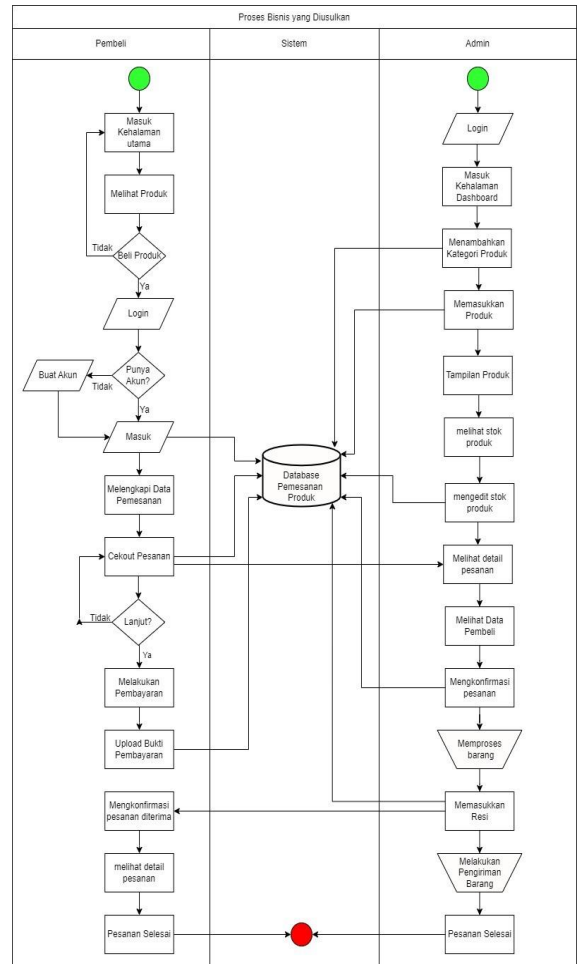 Proses Bisnis yang Diusulkan
Pembeli
Sistem
Admin
Masuk
Kehalaman
utama
Melihat Produk
Beli Produk
Tidak
Ya
Login
Punya
Akun?
Tidak
Buat Akun
Ya
Masuk
Melengkapi Data
Pemesanan
Cekout Pesanan
Lanjut?
Tidak
Ya
Melakukan
Pembayaran
Upload Bukti
Pembayaran
Mengkonfirmasi
pesanan diterima
melihat detail
pesanan
Pesanan Selesai
Database
Pemesanan
Produk
Login
Masuk
Kehalaman
Dashboard
Menambahkan
Kategori Produk
Memasukkan
Produk
Tampilan Produk
melihat stok
produk
mengedit stok
produk
Melihat detail
pesanan
Melihat Data
Pembeli
Mengkonfirmasi
pesanan
Memproses
barang
Memasukkan
Resi
Melakukan
Pengiriman
Barang
Pesanan Selesai